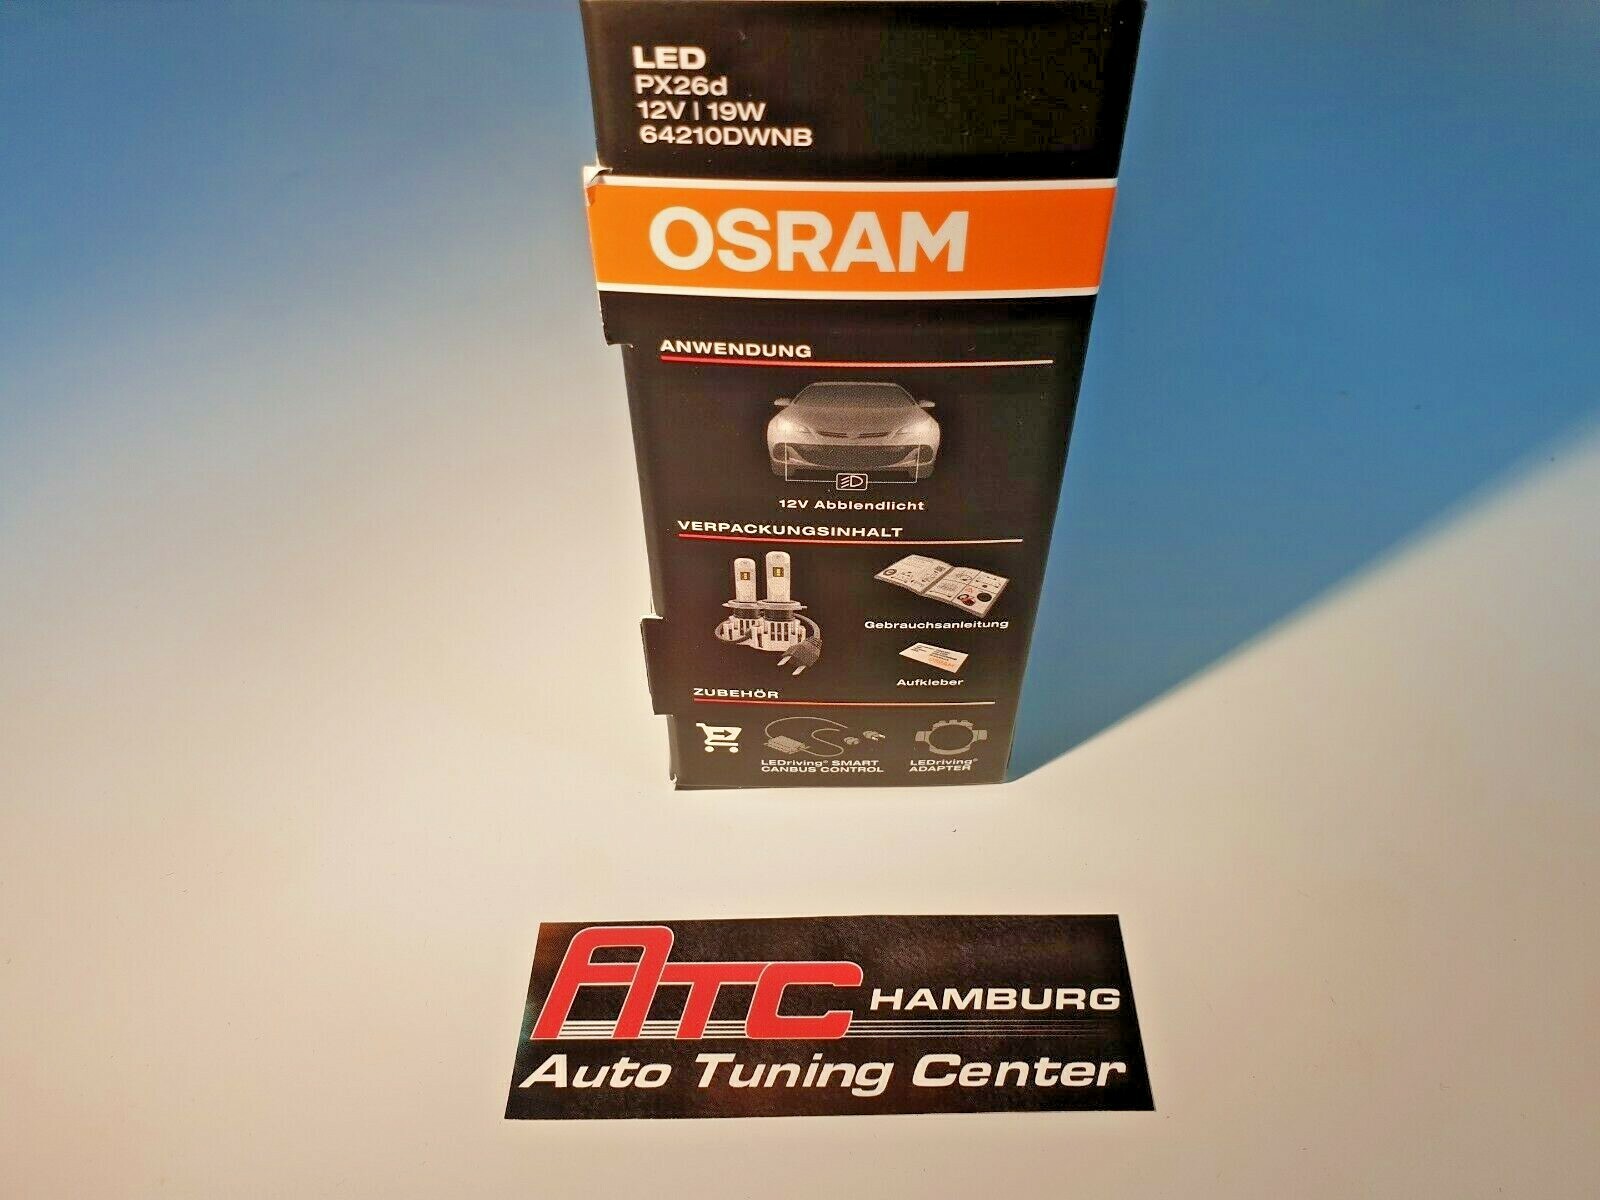 LED
PX26d
12V | 19W
64210DWNB
OSRAM
ANWENDUNG
12V Abblendlicht
VERPACKUNGSINHALT
Gebrauchsanleitung
OSRAM
Aufkleber
ZUBEHÖR
LEDriving® SMART
CANBUS CONTROL
LEDriving®
ADAPTER
ATC HAMBURG
Auto Tuning Center